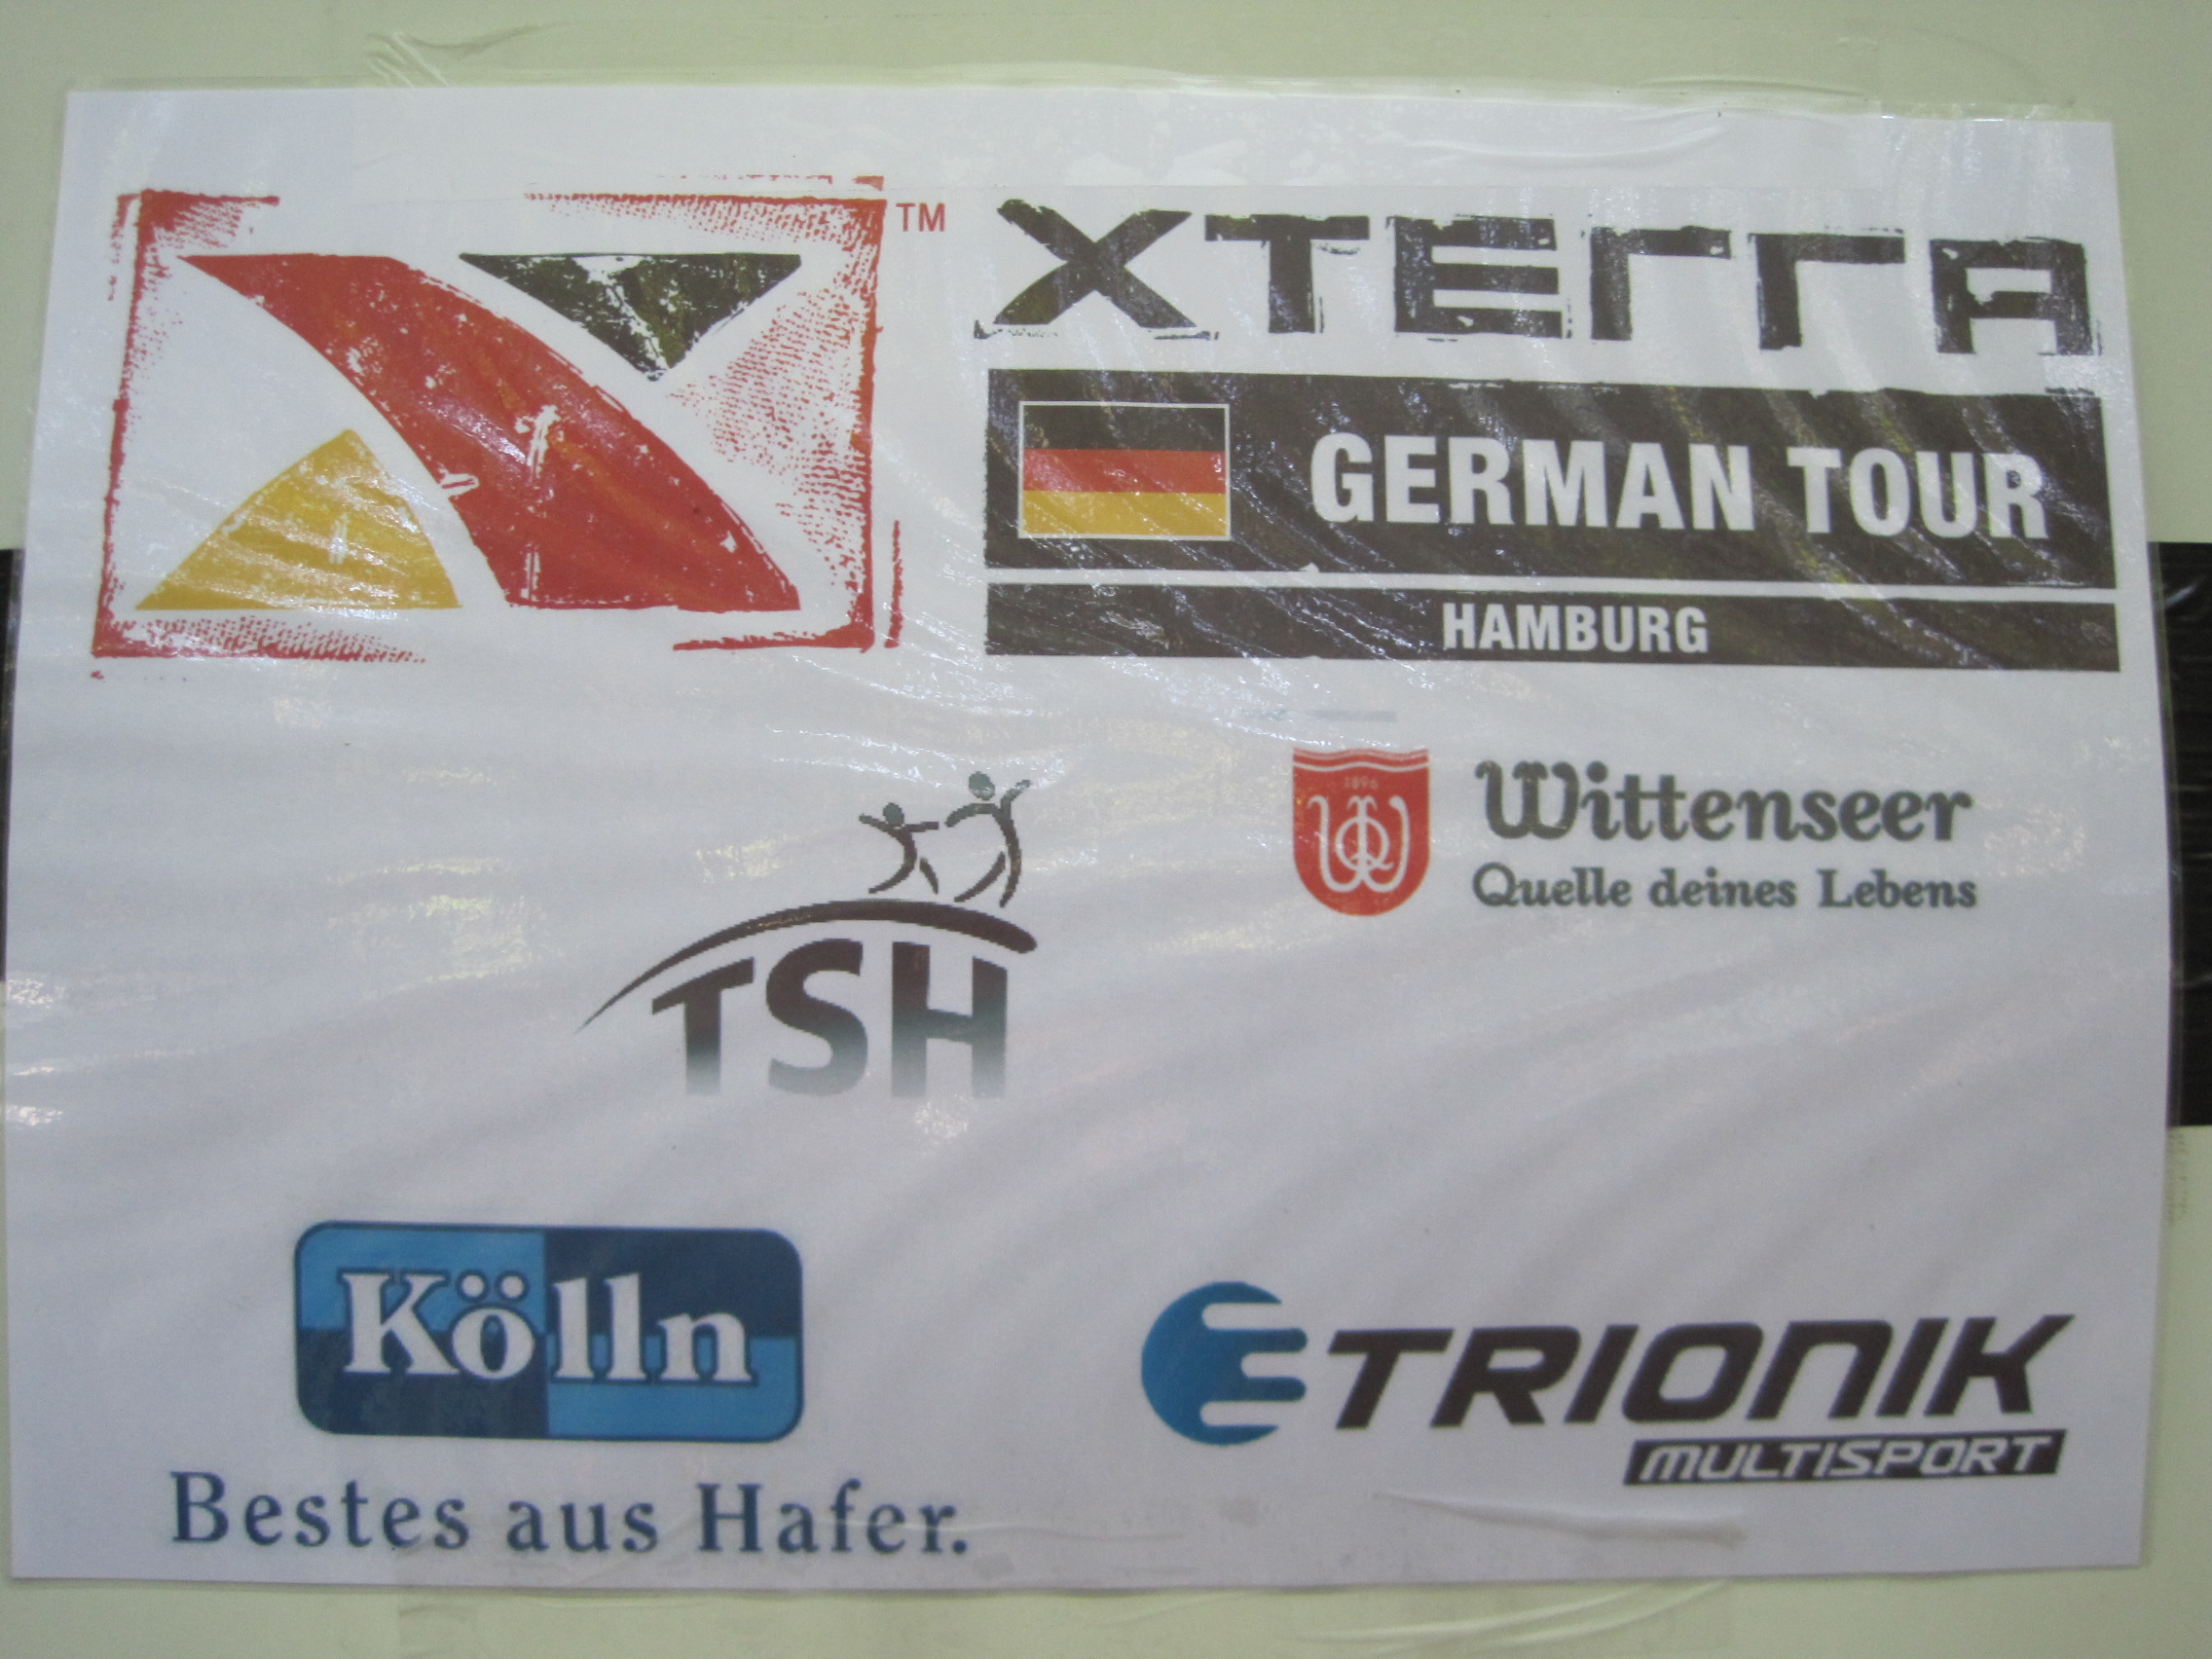 TM
XTERRA
GERMAN TOUR
HAMBURG
1896
Wittenseer
Quelle deines Lebens
TSH
Kölln
Bestes aus Hafer.
TRIONIK
MULTISPORT